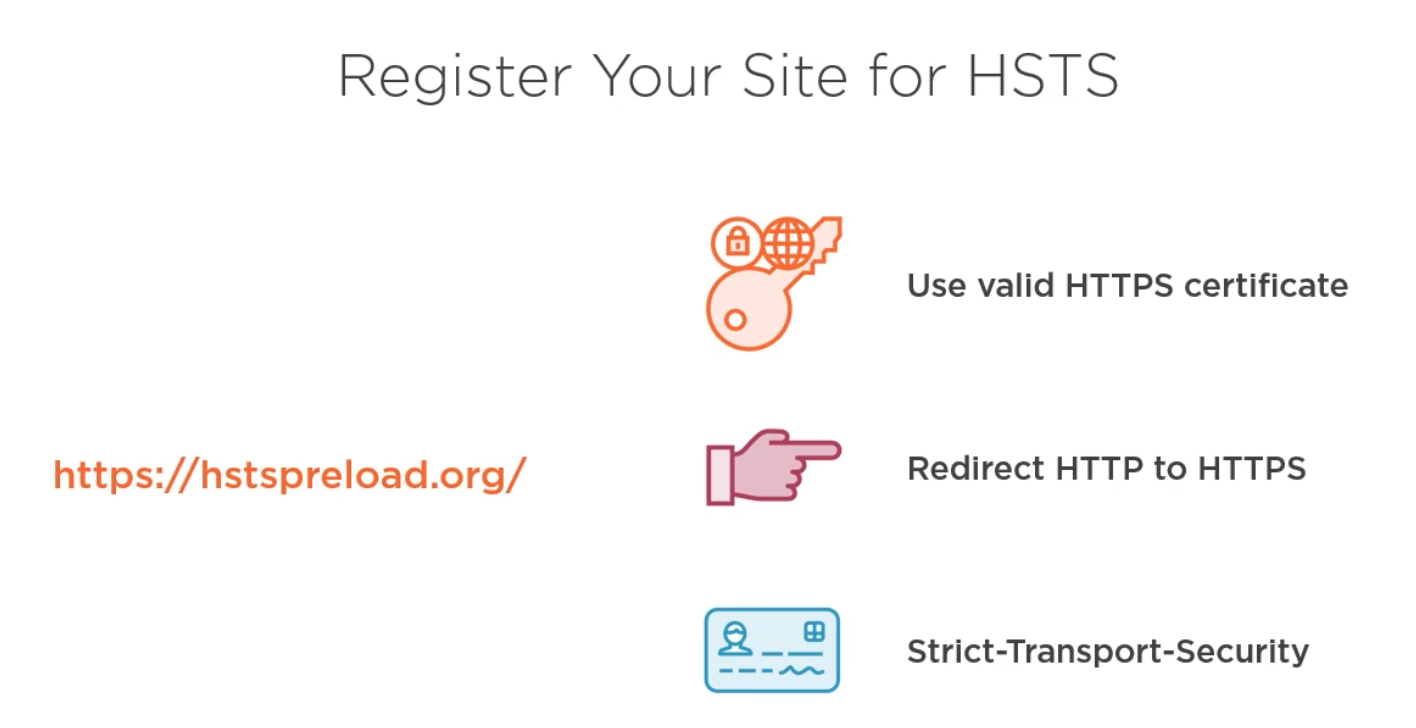 Register Your Site for HSTS
Use valid HTTPS certificate
https://hstspreload.org/
Redirect HTTP to HTTPS
Strict-Transport-Security